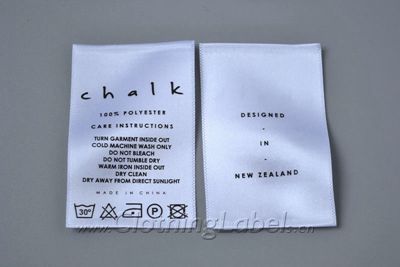 chalk
100% POLYESTER
CARE INSTRUCTIONS
TURN GARMENT INSIDE OUT
COLD MACHINE WASH ONLY
DO NOT BLEACH
DO NOT TUMBLE DRY
WARM IRON INSIDE OUT
DRY CLEAN
DRY AWAY FROM DIRECT SUNLIGHT
MADE IN CHINA
30°
P
DESIGNED
-
IN
-
NEW ZEALAND
ClothingLabels.cn